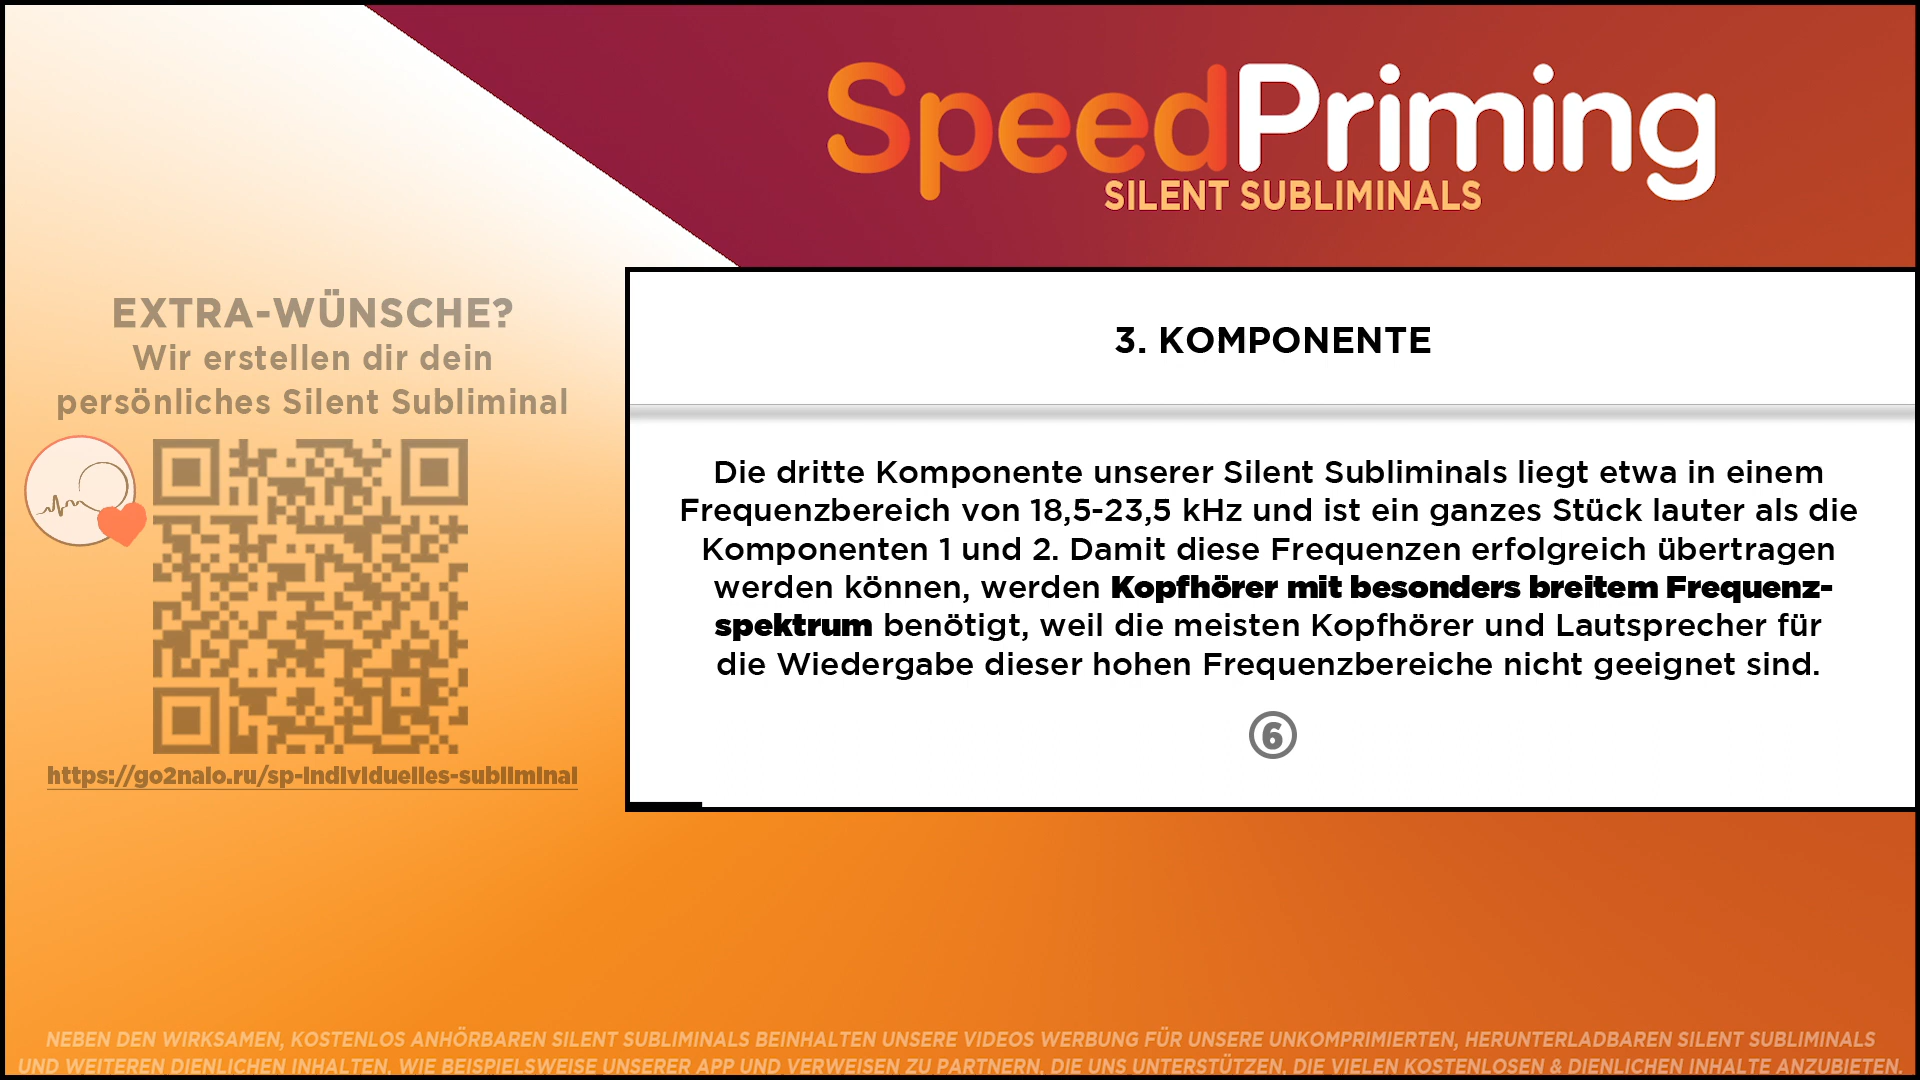 SpeedPriming
SILENT SUBLIMINALS
EXTRA-WÜNSCHE?
Wir erstellen dir dein
persönliches Silent Subliminal
https://go2nalo.ru/sp-individuelles-subliminal
3. KOMPONENTE
Die dritte Komponente unserer Silent Subliminals liegt etwa in einem
Frequenzbereich von 18,5-23,5 kHz und ist ein ganzes Stück lauter als die
Komponenten 1 und 2. Damit diese Frequenzen erfolgreich übertragen
werden können, werden Kopfhörer mit besonders breitem Frequenz-
spektrum benötigt, weil die meisten Kopfhörer und Lautsprecher für
die Wiedergabe dieser hohen Frequenzbereiche nicht geeignet sind.
6
NEBEN DEN WIRKSAMEN, KOSTENLOS ANHÖRBAREN SILENT SUBLIMINALS BEINHALTEN UNSERE VIDEOS WERBUNG FÜR UNSERE UNKOMPRIMIERTEN, HERUNTERLADBAREN SILENT SUBLIMINALS
UND WEITEREN DIENLICHEN INHALTEN, WIE BEISPIELSWEISE UNSERER APP UND VERWEISEN ZU PARTNERN, DIE UNS UNTERSTÜTZEN, DIE VIELEN KOSTENLOSEN & DIENLICHEN INHALTE ANZUBIETEN.